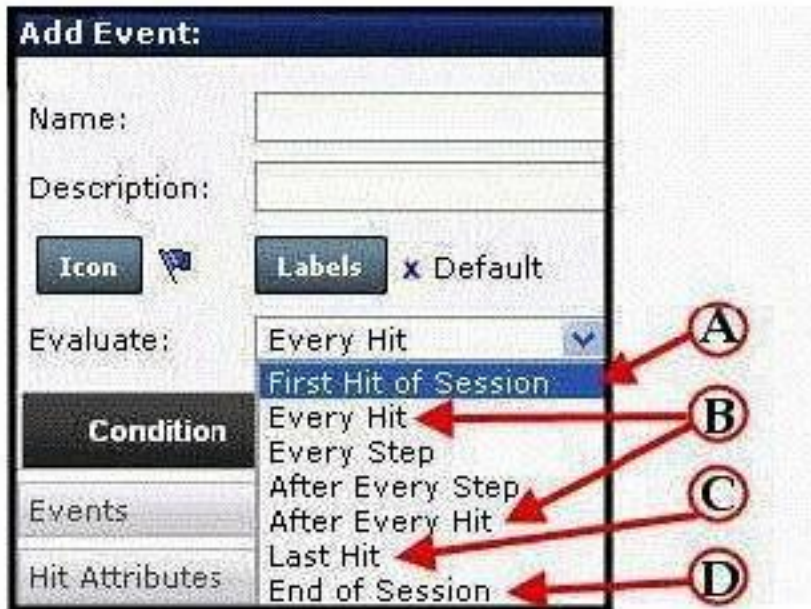 Add Event:
Name:
Description:
Icon Labels x Default
Evaluate: Every Hit
First Hit of Session
Every Hit
Every Step
After Every Step
After Every Hit
Last Hit
End of Session
Condition
Events
Hit Attributes
A
B
C
D